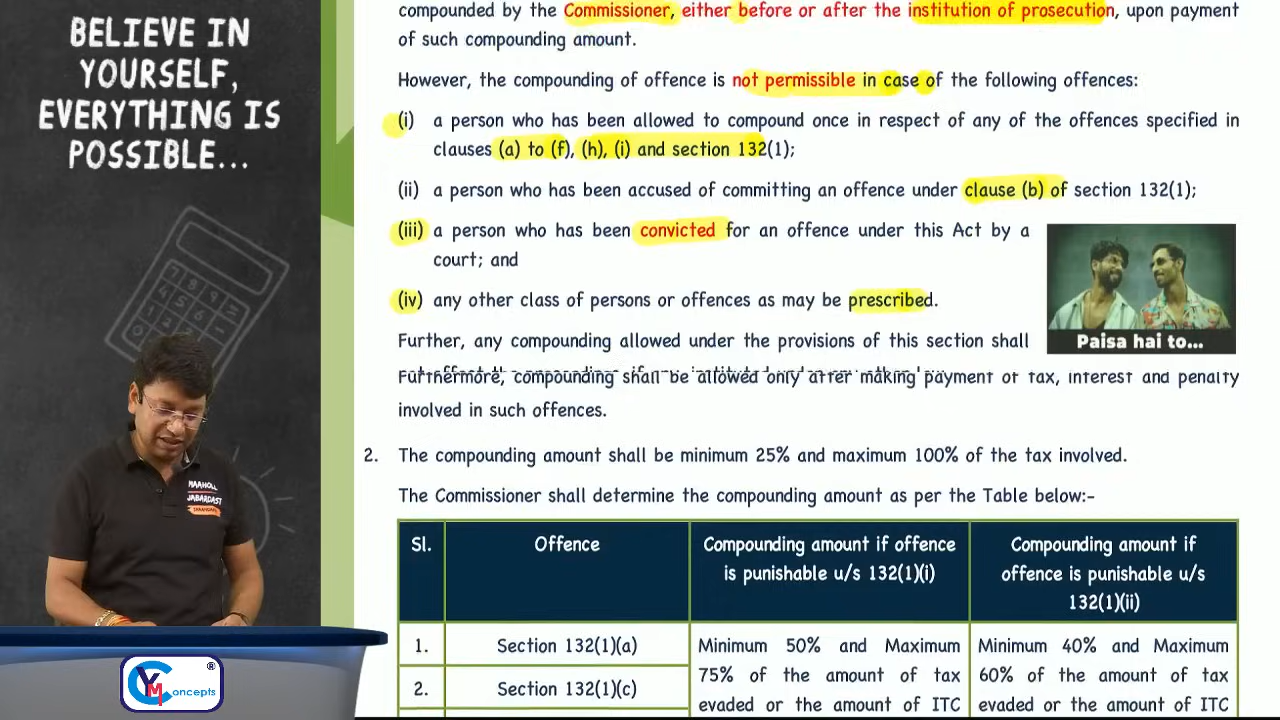 BELIEVE IN
YOURSELF,
EVERYTHING IS
POSSIBLE...
compounded by the Commissioner, either before or after the institution of prosecution, upon payment
of such compounding amount.
However, the compounding of offence is not permissible in case of the following offences:
(i) a person who has been allowed to compound once in respect of any of the offences specified in
clauses (a) to (f), (h), (i) and section 132(1);
(ii) a person who has been accused of committing an offence under clause (b) of section 132(1);
(iii) a person who has been convicted for an offence under this Act by a
court; and
(iv) any other class of persons or offences as may be prescribed.
Paisa hai to...
Further, any compounding allowed under the provisions of this section shall
Furthermore, compounding shall be allowed only after making payment of tax, interest and penalty
involved in such offences.
2. The compounding amount shall be minimum 25% and maximum 100% of the tax involved.
The Commissioner shall determine the compounding amount as per the Table below:-
Sl.
Offence
Compounding amount if offence
is punishable u/s 132(1)(i)
Compounding amount if
offence is punishable u/s
132(1)(ii)
1.
Section 132(1)(a)
2.
Section 132(1)(c)
Minimum 50% and Maximum
75% of the amount of tax
evaded or the amount of ITC
Minimum 40% and Maximum
60% of the amount of tax
evaded or the amount of ITC
MAAHOLL
JABARDAST
CYM
oncepts
®